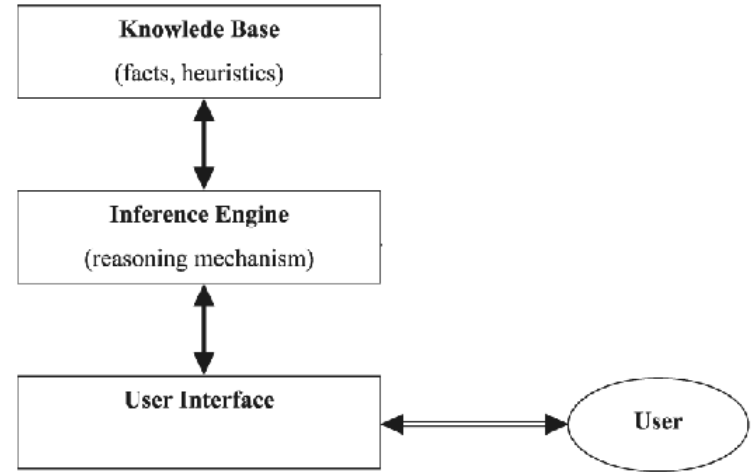 Knowlede Base
(facts, heuristics)
Inference Engine
(reasoning mechanism)
User Interface
User